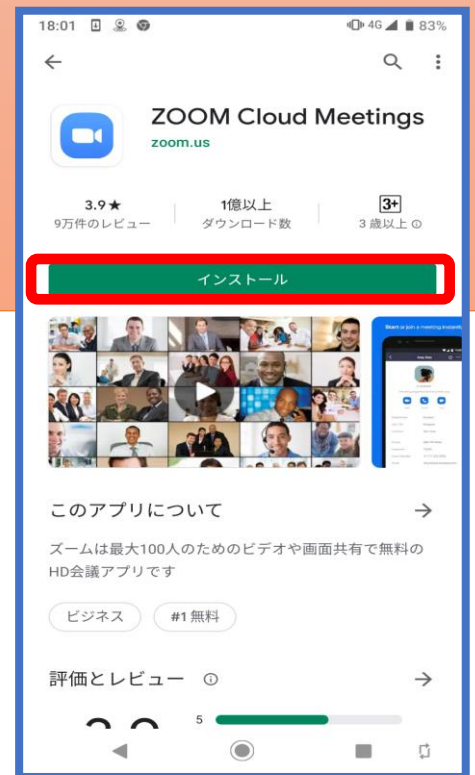 18:01 4G 83%
ZOOM Cloud Meetings
zoom.us
3.9★ 1億以上 3+
9万件のレビュー ダウンロード数 3 歳以上
インストール
このアプリについて
ズームは最大100人のためのビデオや画面共有で無料の
HD会議アプリです
ビジネス #1 無料
評価とレビュー
5